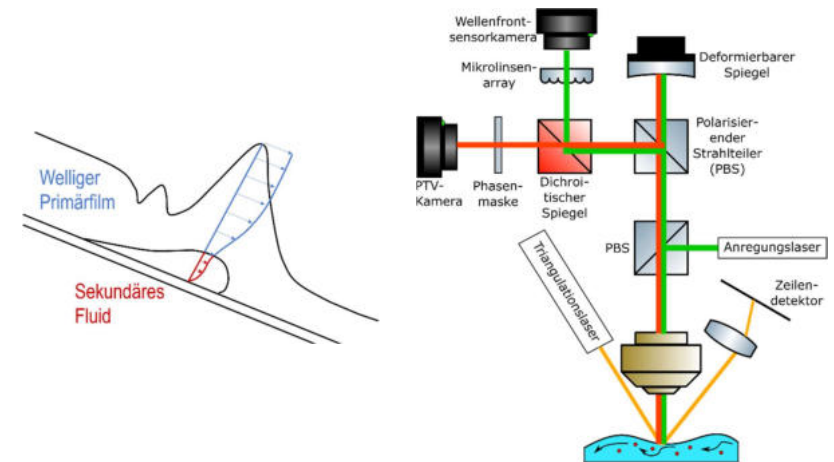 Welliger
Primärfilm
Sekundäres
Fluid
Wellenfront-
sensorkamera
Mikrolinsen-
array
Deformierbarer
Spiegel
Polarisier-
ender
Strahlteiler
(PBS)
PTV-
Kamera
Phasen-
maske
Dichroi-
tischer
Spiegel
PBS
Anregungslaser
Triangulationslaser
Zeilen-
detektor